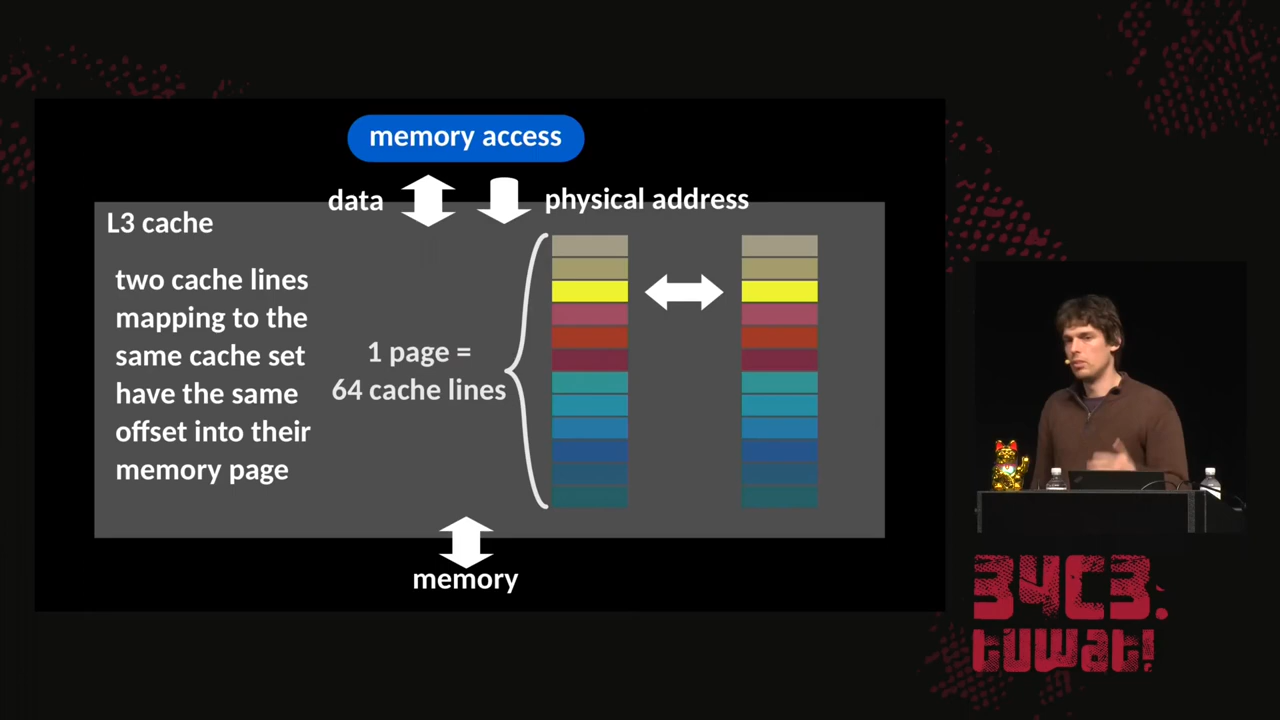 memory access
data
physical address
L3 cache
two cache lines
mapping to the
same cache set
have the same
offset into their
memory page
1 page =
64 cache lines
memory
34C3.
tuwat!